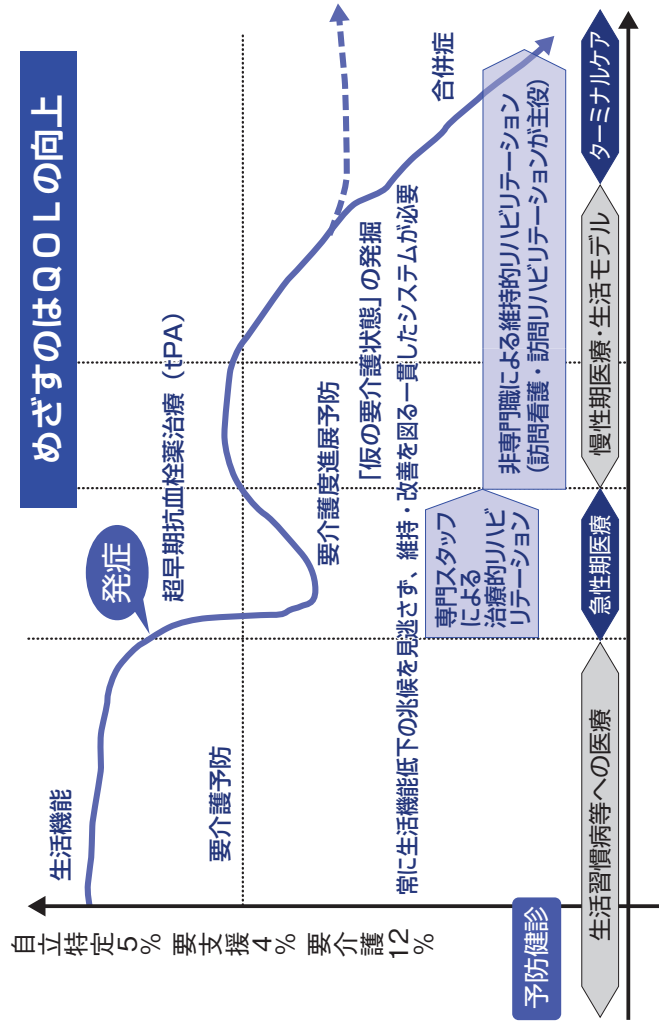 めざすのはQOLの向上
生活機能
発症
超早期抗血栓薬治療（tPA）
自立
特定5%
要支援4%
要介護12%
要介護予防
要介護度進展予防
「仮の要介護状態」の発掘
常に生活機能低下の兆候を見逃さず、維持・改善を図る一貫したシステムが必要
合併症
専門スタッフ
による
治療的リハビ
リテーション
非専門職による維持的リハビリテーション
（訪問看護・訪問リハビリテーションが主役）
予防健診
生活習慣病等への医療
急性期医療
慢性期医療・生活モデル
ターミナルケア